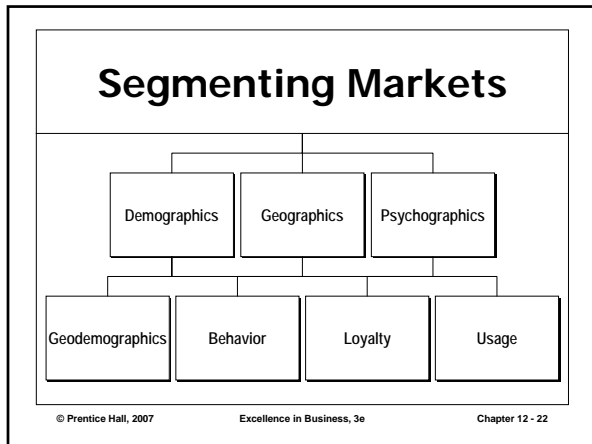 Segmenting Markets
Demographics Geographics Psychographics
Geodemographics Behavior Loyalty Usage
© Prentice Hall, 2007 Excellence in Business, 3e Chapter 12 - 22